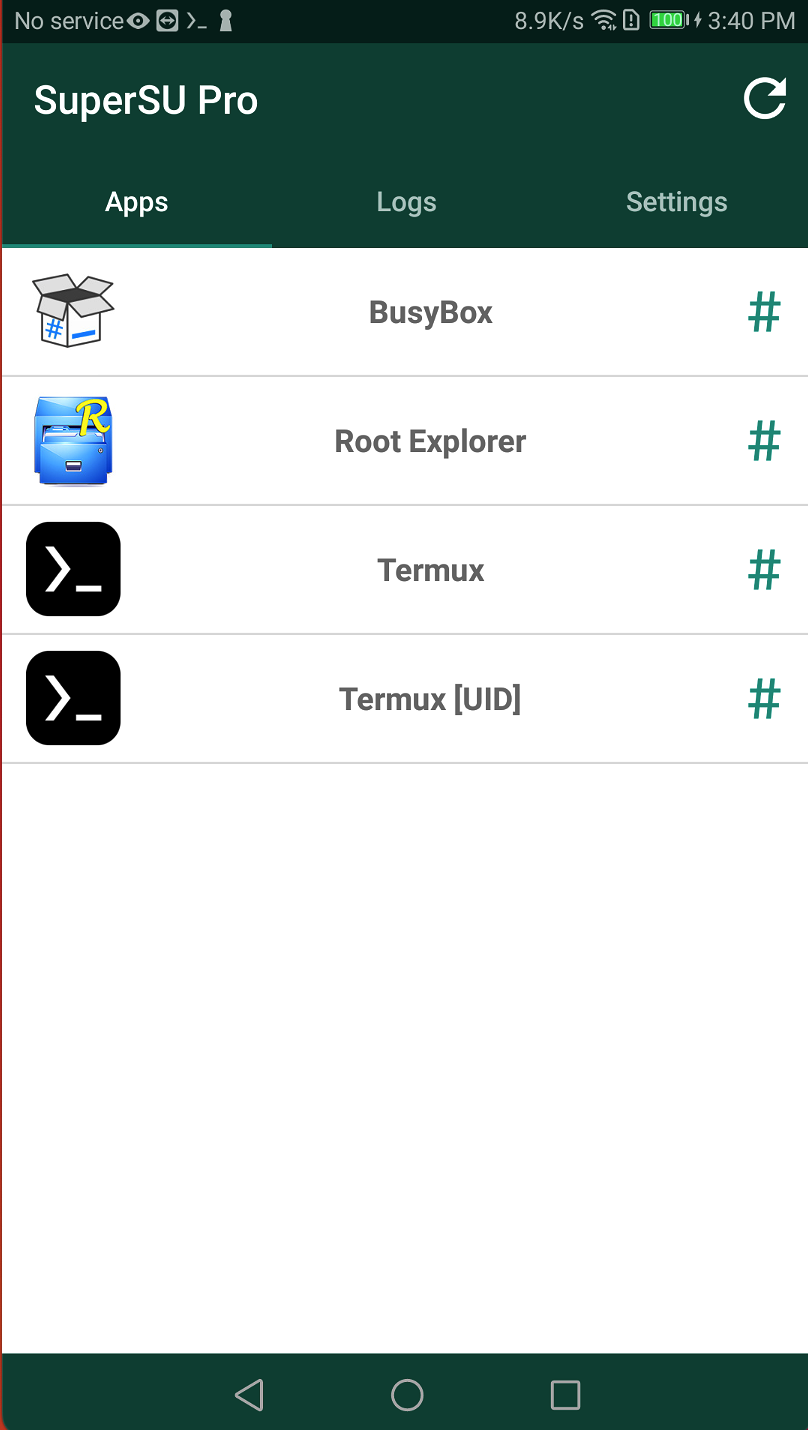 No service 8.9K/s 100 3:40 PM
SuperSU Pro
Apps Logs Settings
BusyBox #
Root Explorer #
Termux #
Termux [UID] #